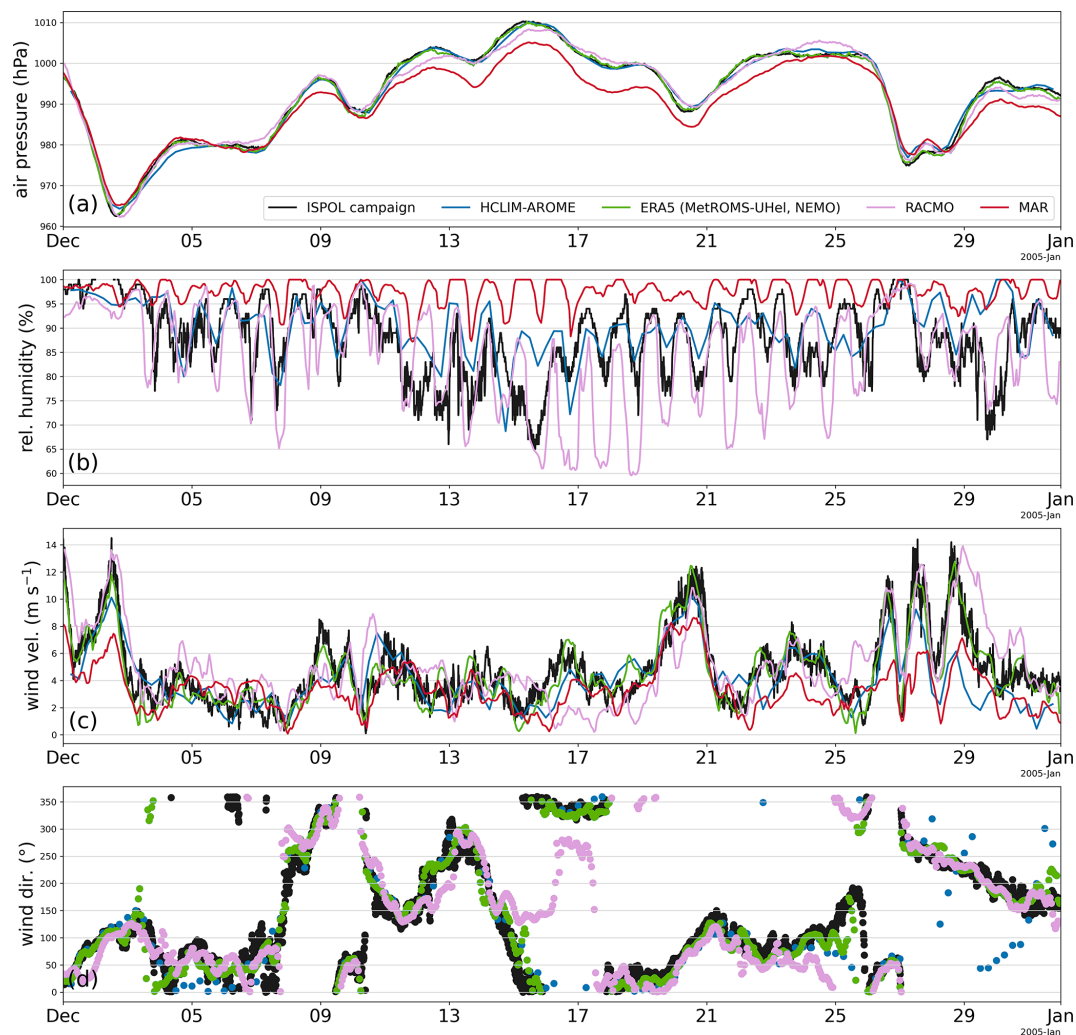 air pressure (hPa)
1010
1000
990
980
970
960
(a)
ISPOL campaign HCLIM-AROME ERA5 (MetROMS-UHel, NEMO) RACMO MAR
Dec 05 09 13 17 21 25 29 Jan
2005-Jan
rel. humidity (%)
100
95
90
85
80
75
70
65
60
(b)
Dec 05 09 13 17 21 25 29 Jan
2005-Jan
wind vel. (m s⁻¹)
14
12
10
8
6
4
2
0
(c)
Dec 05 09 13 17 21 25 29 Jan
2005-Jan
wind dir. (°)
350
300
250
200
150
100
50
0
(d)
Dec 05 09 13 17 21 25 29 Jan
2005-Jan